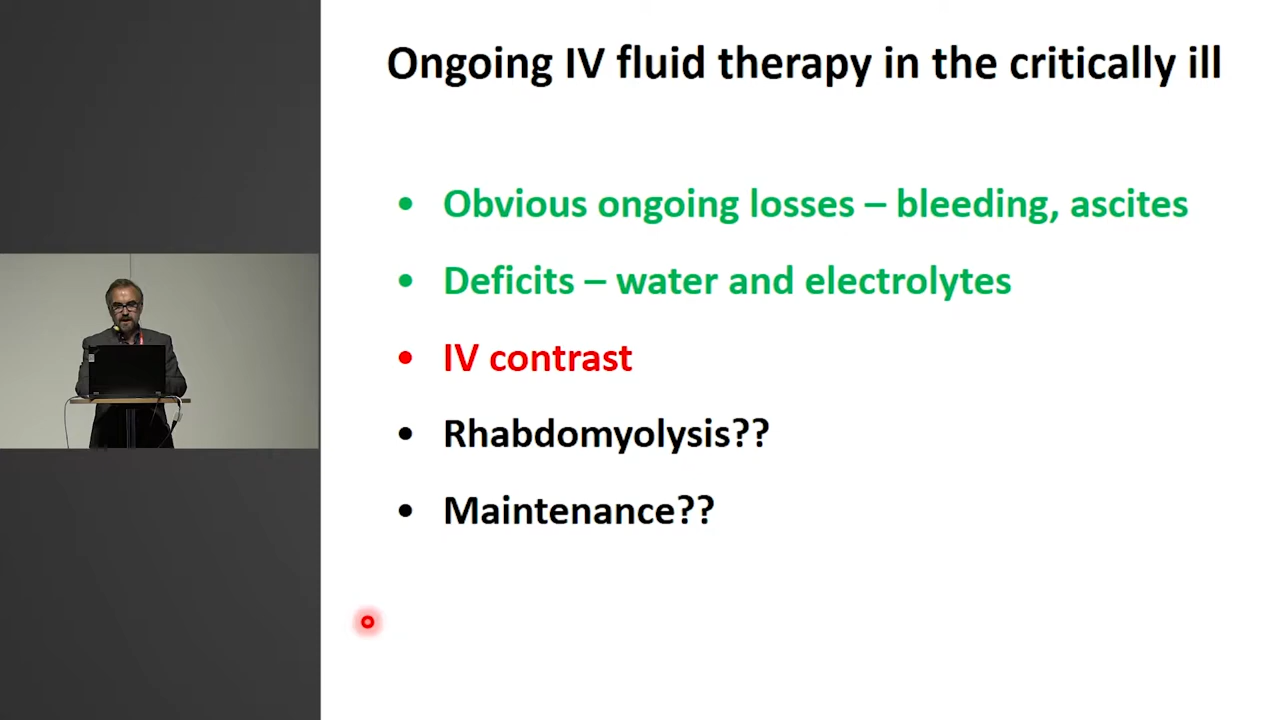 Ongoing IV fluid therapy in the critically ill
• Obvious ongoing losses – bleeding, ascites
• Deficits – water and electrolytes
• IV contrast
• Rhabdomyolysis??
• Maintenance??